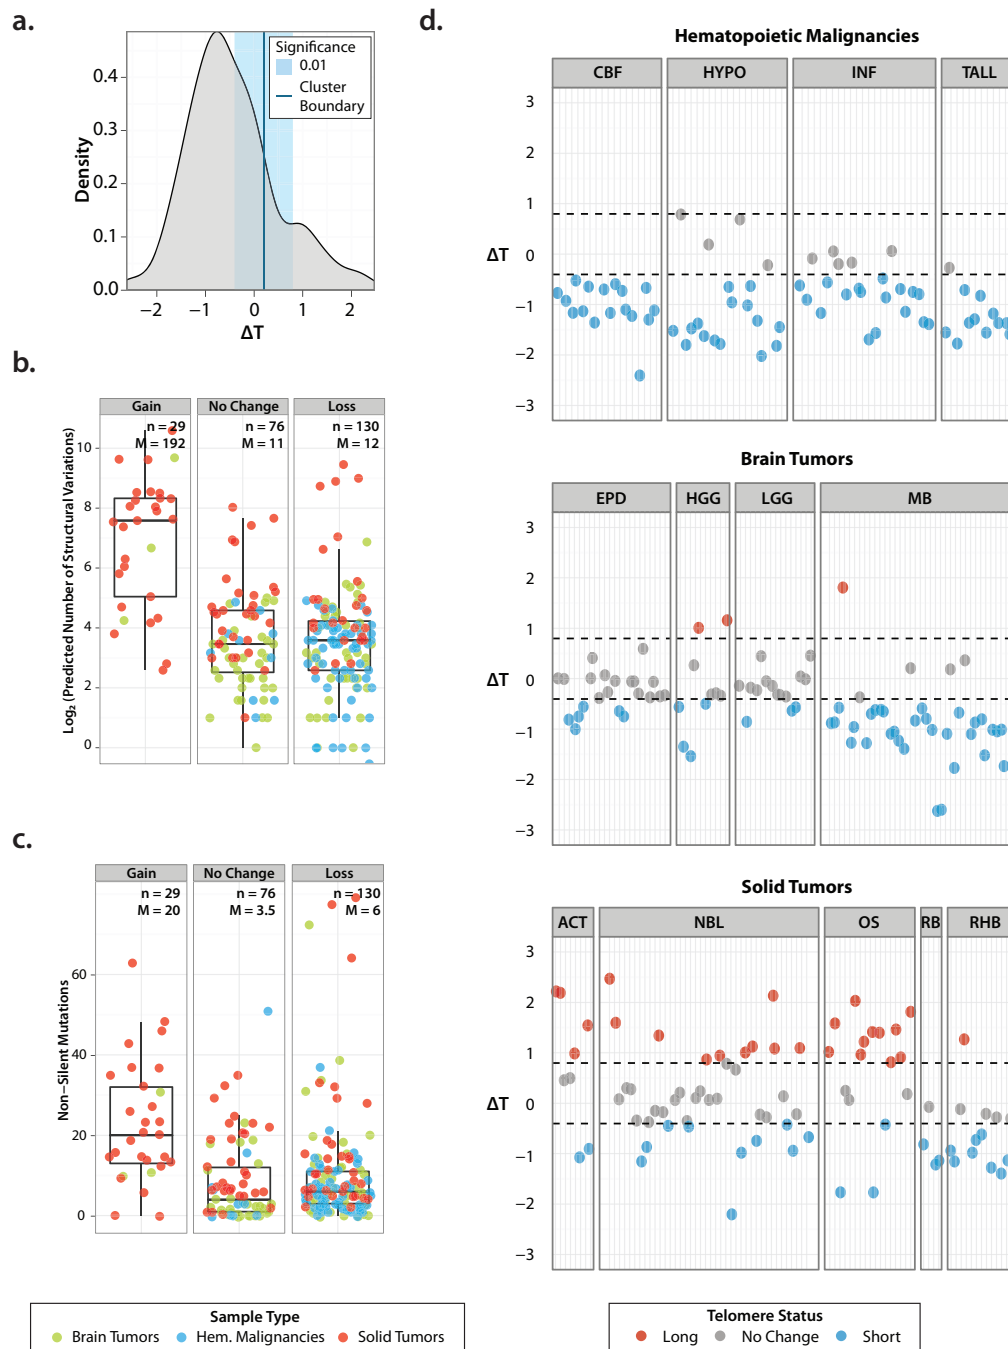 a.
Significance
0.01
Cluster
Boundary
Density
0.4
0.3
0.2
0.1
0.0
−2
−1
0
1
2
ΔT
b.
Gain
No Change
Loss
n = 29
M = 192
n = 76
M = 11
n = 130
M = 12
Log₂ (Predicted Number of Structural Variations)
10
8
6
4
2
0
c.
Gain
No Change
Loss
n = 29
M = 20
n = 76
M = 3.5
n = 130
M = 6
Non−Silent Mutations
60
40
20
0
Sample Type
Brain Tumors
Hem. Malignancies
Solid Tumors
d.
Hematopoietic Malignancies
CBF
HYPO
INF
TALL
ΔT
3
2
1
0
−1
−2
−3
Brain Tumors
EPD
HGG
LGG
MB
ΔT
3
2
1
0
−1
−2
−3
Solid Tumors
ACT
NBL
OS
RB
RHB
ΔT
3
2
1
0
−1
−2
−3
Telomere Status
Long
No Change
Short